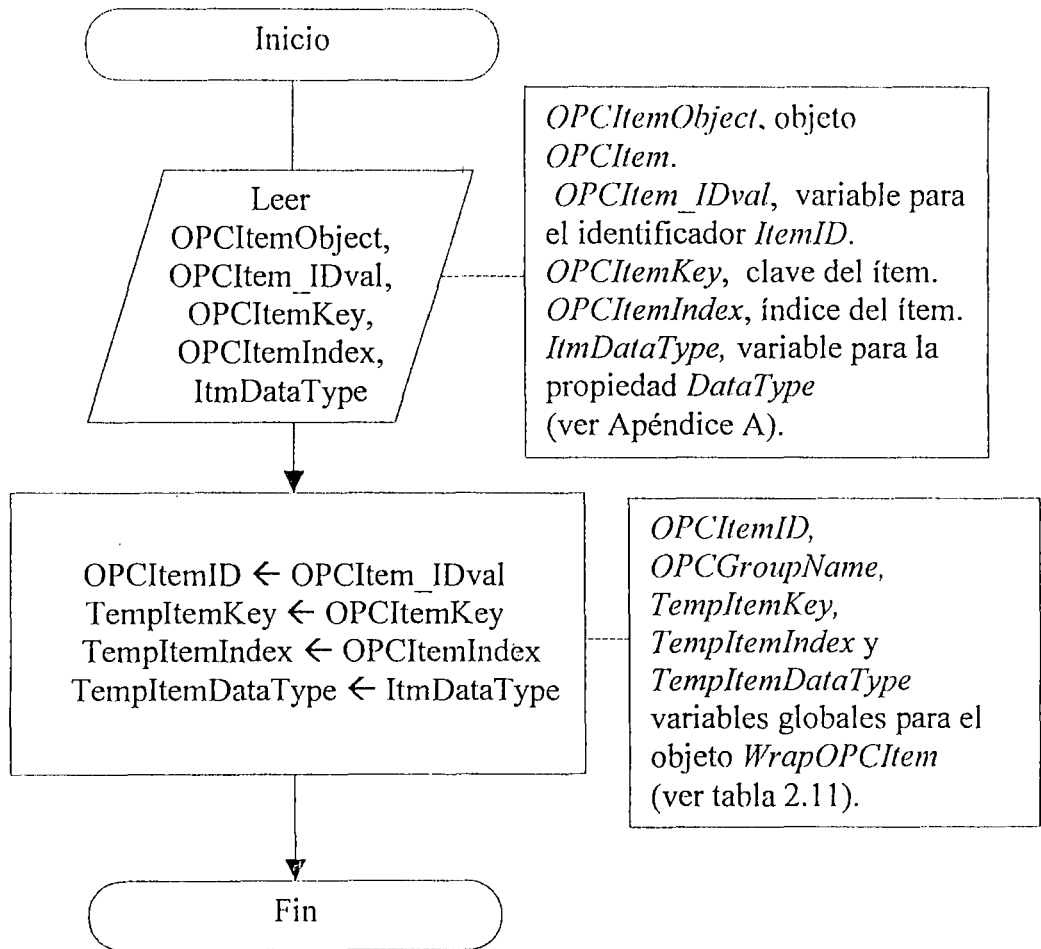 Inicio
Leer
OPCItemObject,
OPCItem_IDval,
OPCItemKey,
OPCItemIndex,
ItmDataType
OPCItemObject, objeto
OPCItem.
OPCItem_IDval, variable para
el identificador ItemID.
OPCItemKey, clave del ítem.
OPCItemIndex, índice del ítem.
ItmDataType, variable para la
propiedad DataType
(ver Apéndice A).
OPCItemID ← OPCItem_IDval
TempItemKey ← OPCItemKey
TempItemIndex ← OPCItemIndex
TempItemDataType ← ItmDataType
OPCItemID,
OPCGroupName,
TempItemKey,
TempItemIndex y
TempItemDataType
variables globales para el
objeto WrapOPCItem
(ver tabla 2.11).
Fin